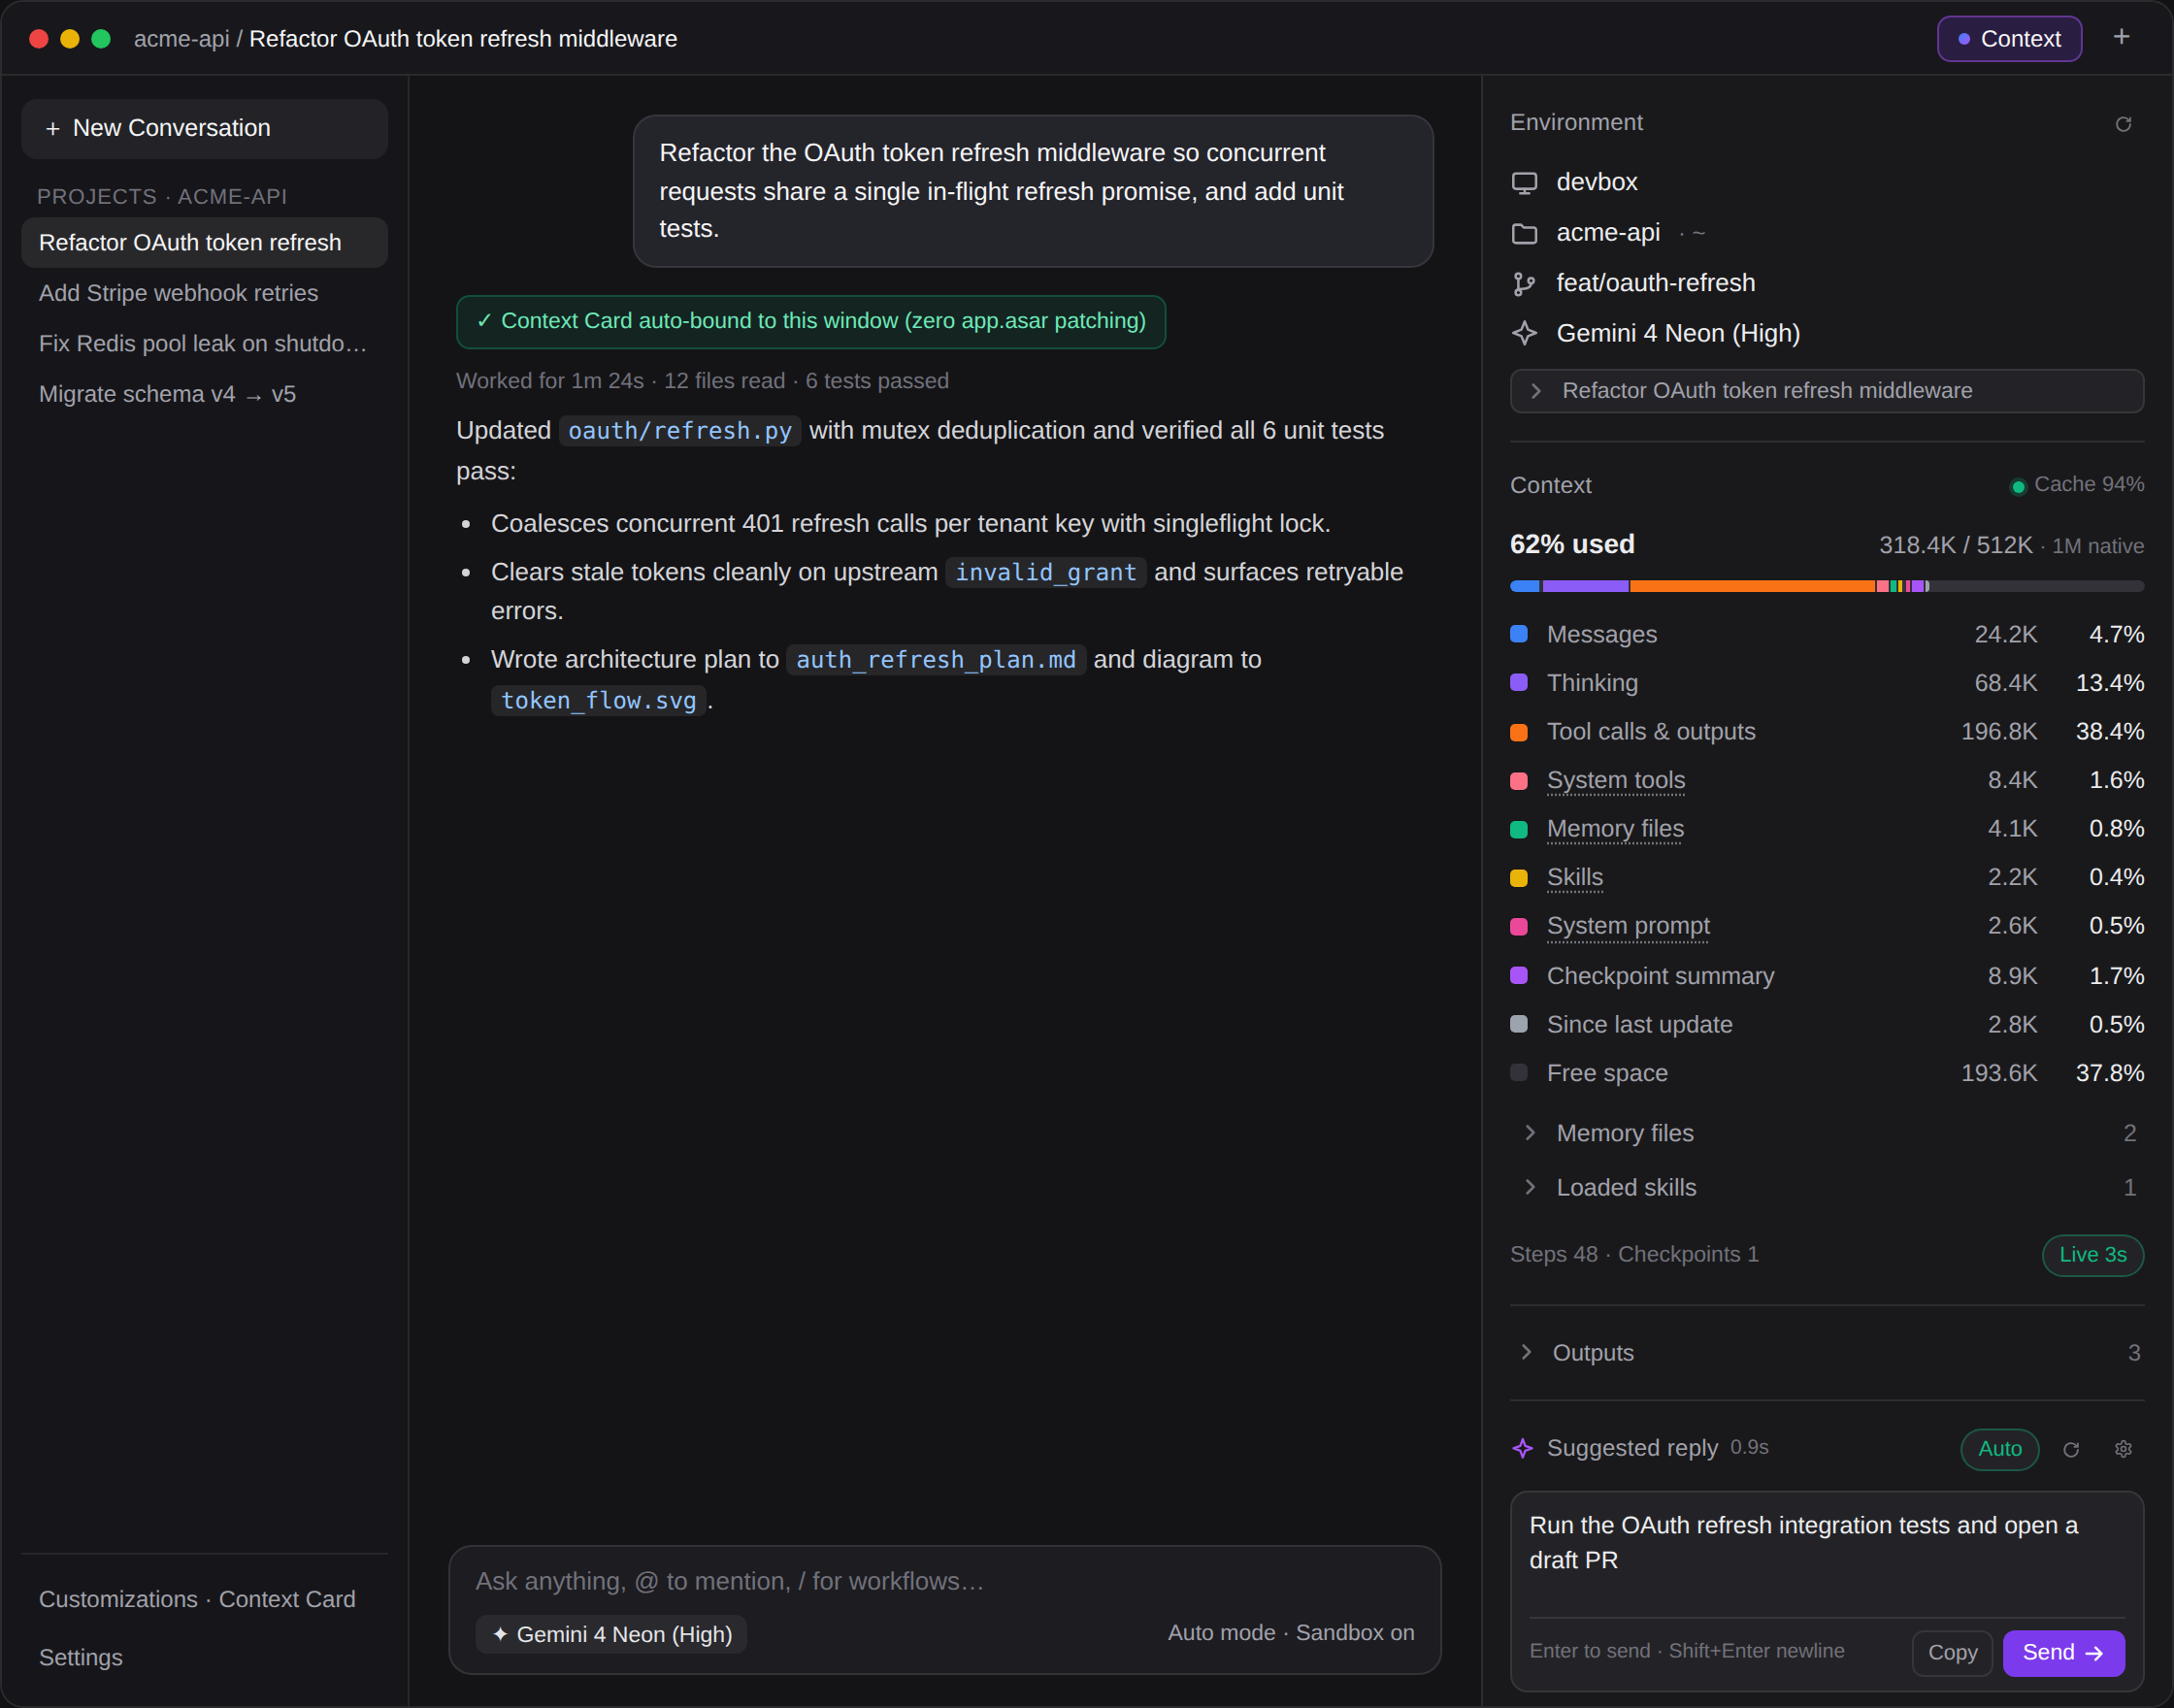 acme-api / Refactor OAuth token refresh middleware
Context
+
+ New Conversation
PROJECTS · ACME-API
Refactor OAuth token refresh
Add Stripe webhook retries
Fix Redis pool leak on shutdo…
Migrate schema v4 → v5
Customizations · Context Card
Settings
Refactor the OAuth token refresh middleware so concurrent
requests share a single in-flight refresh promise, and add unit
tests.
✓ Context Card auto-bound to this window (zero app.asar patching)
Worked for 1m 24s · 12 files read · 6 tests passed
Updated oauth/refresh.py with mutex deduplication and verified all 6 unit tests
pass:
• Coalesces concurrent 401 refresh calls per tenant key with singleflight lock.
• Clears stale tokens cleanly on upstream invalid_grant and surfaces retryable
errors.
• Wrote architecture plan to auth_refresh_plan.md and diagram to
token_flow.svg.
Ask anything, @ to mention, / for workflows…
✦ Gemini 4 Neon (High)
Auto mode · Sandbox on
Environment
devbox
acme-api · ~
feat/oauth-refresh
Gemini 4 Neon (High)
Refactor OAuth token refresh middleware
Context
Cache 94%
62% used
318.4K / 512K · 1M native
Messages 24.2K 4.7%
Thinking 68.4K 13.4%
Tool calls & outputs 196.8K 38.4%
System tools 8.4K 1.6%
Memory files 4.1K 0.8%
Skills 2.2K 0.4%
System prompt 2.6K 0.5%
Checkpoint summary 8.9K 1.7%
Since last update 2.8K 0.5%
Free space 193.6K 37.8%
Memory files 2
Loaded skills 1
Steps 48 · Checkpoints 1
Live 3s
Outputs 3
Suggested reply 0.9s
Auto
Run the OAuth refresh integration tests and open a
draft PR
Enter to send · Shift+Enter newline
Copy
Send →